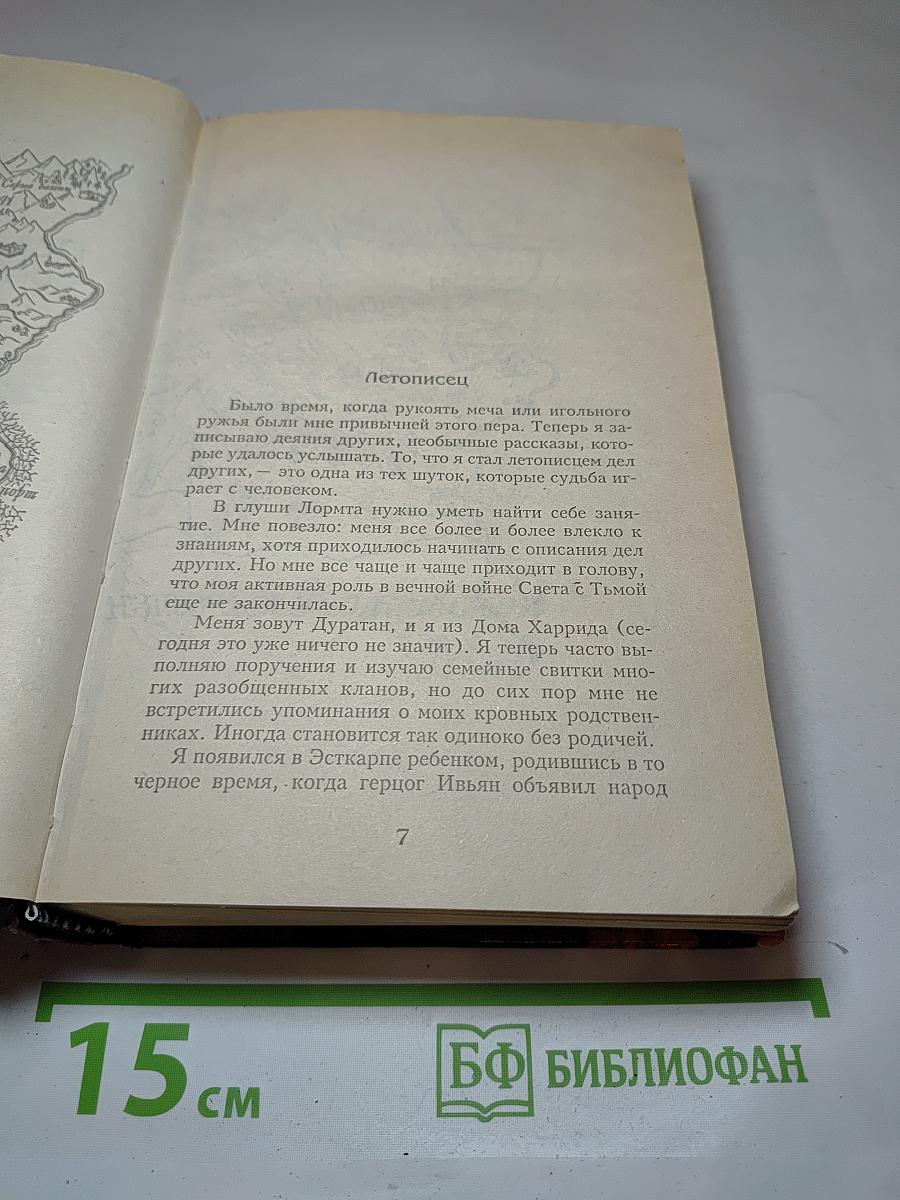 Летописец
Было время, когда рукоять меча или игольного
ружья были мне привычней этого пера. Теперь я за-
писываю деяния других, необычные рассказы, кото-
рые удалось услышать. То, что я стал летописцем дел
других, — это одна из тех шуток, которые судьба иг-
рает с человеком.
В глуши Лормта нужно уметь найти себе заня-
тие. Мне повезло: меня все более и более влекло к
знаниям, хотя приходилось начинать с описания дел
других. Но мне все чаще и чаще приходит в голову,
что моя активная роль в вечной войне Света с Тьмой
еще не закончилась.
Меня зовут Дуратан, и я из Дома Харрида (се-
годня это уже ничего не значит). Я теперь часто вы-
полняю поручения и изучаю семейные свитки мно-
гих разобщенных кланов, но до сих пор мне не
встретились упоминания о моих кровных родствен-
никах. Иногда становится так одиноко без родичей.
Я появился в Эсткарпе ребенком, родившись в то
черное время, когда герцог Ивьян объявил народ
7
15 см
БФ БИБЛИОФАН